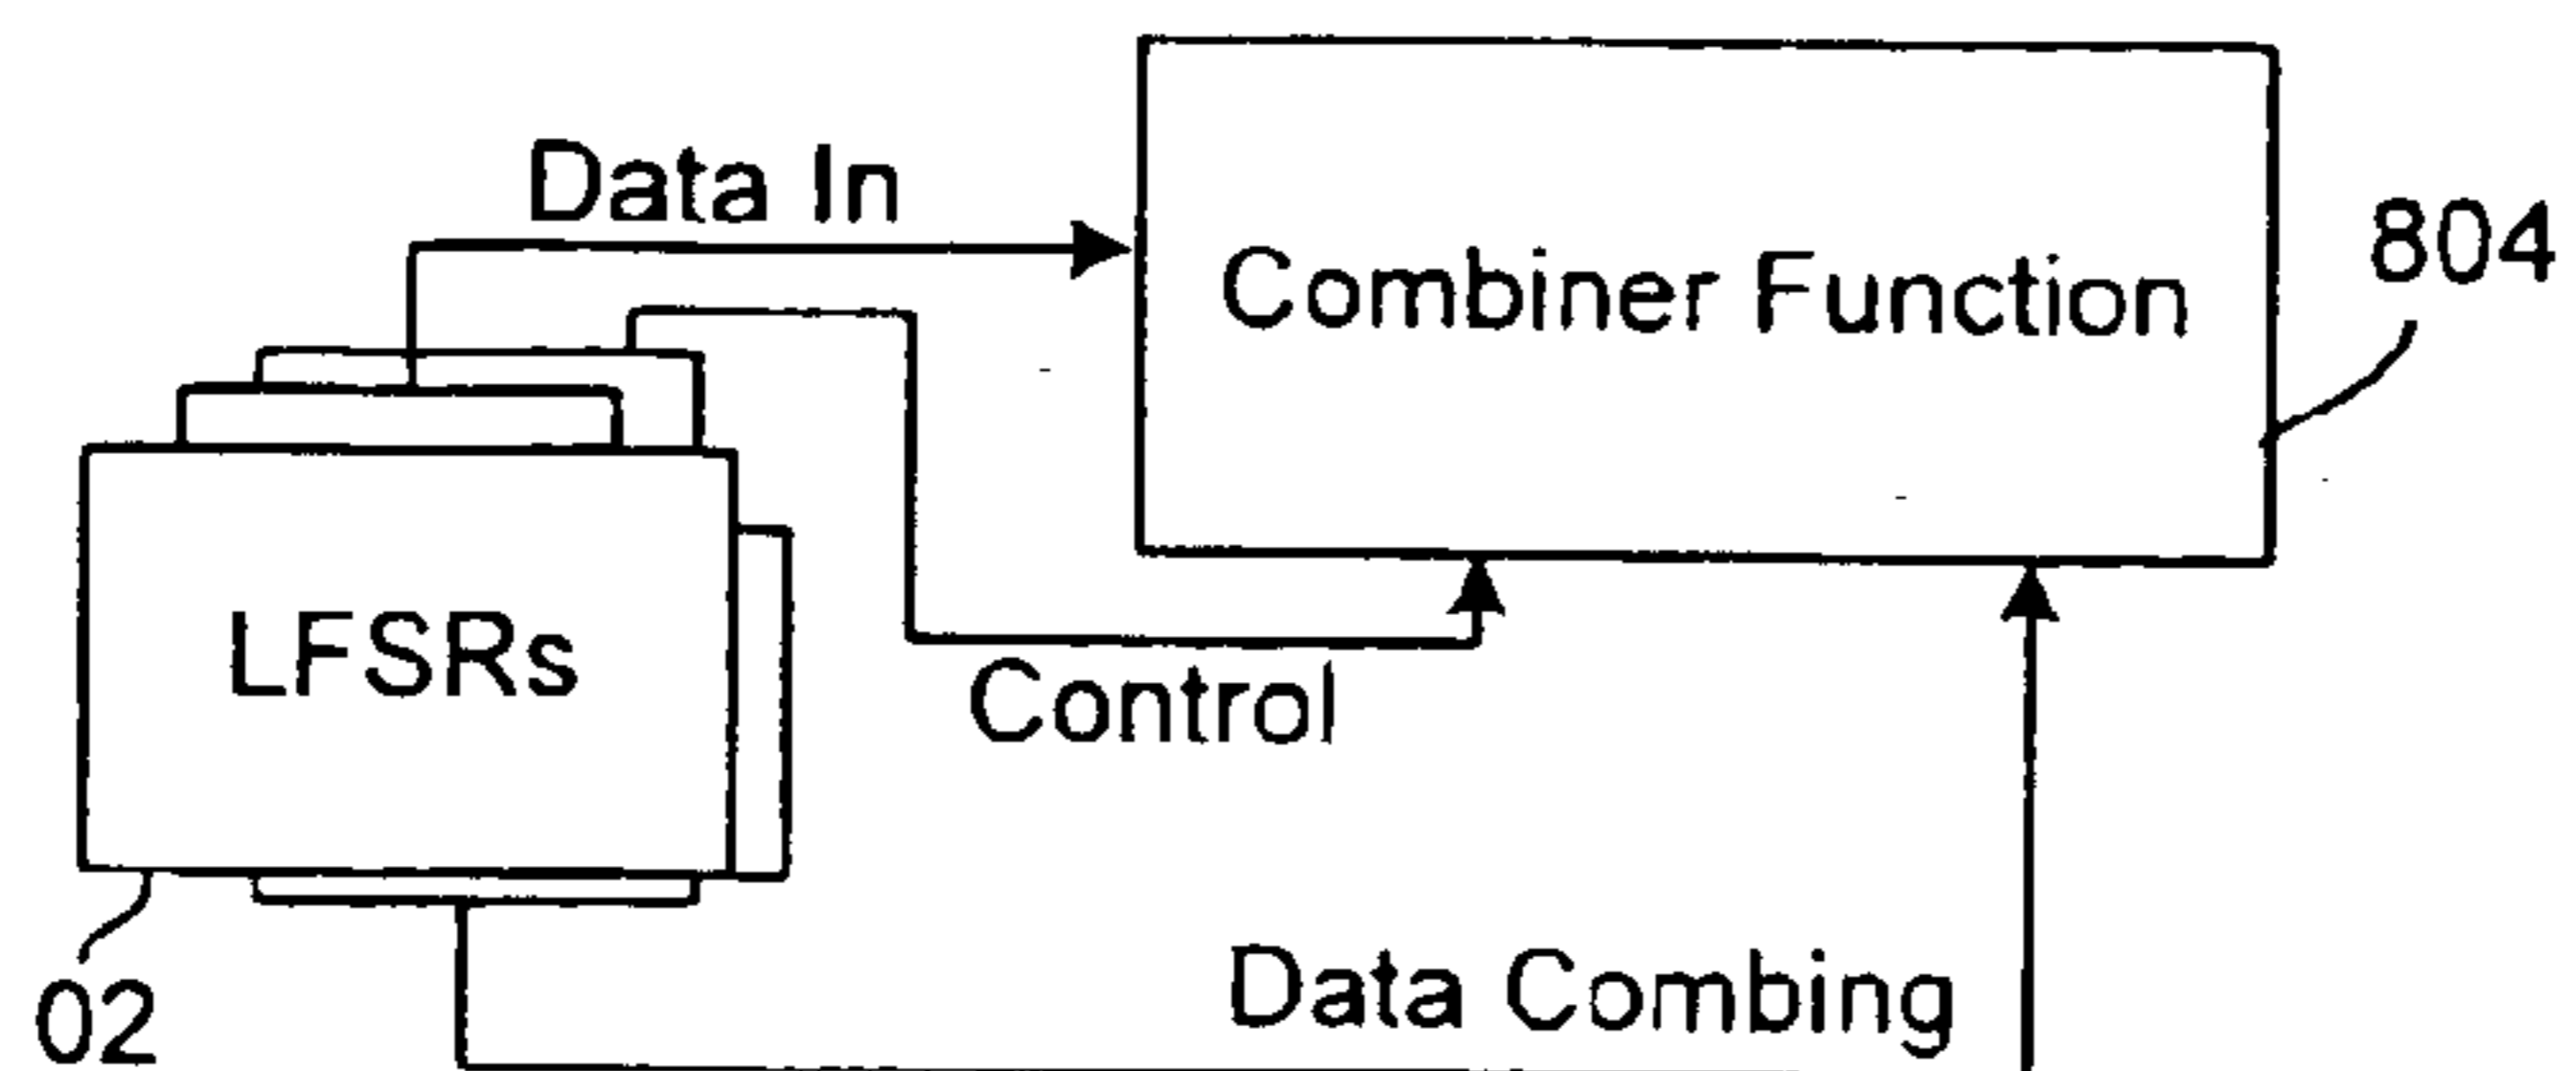 Data In
Combiner Function
804
LFSRs
Control
02
Data Combing